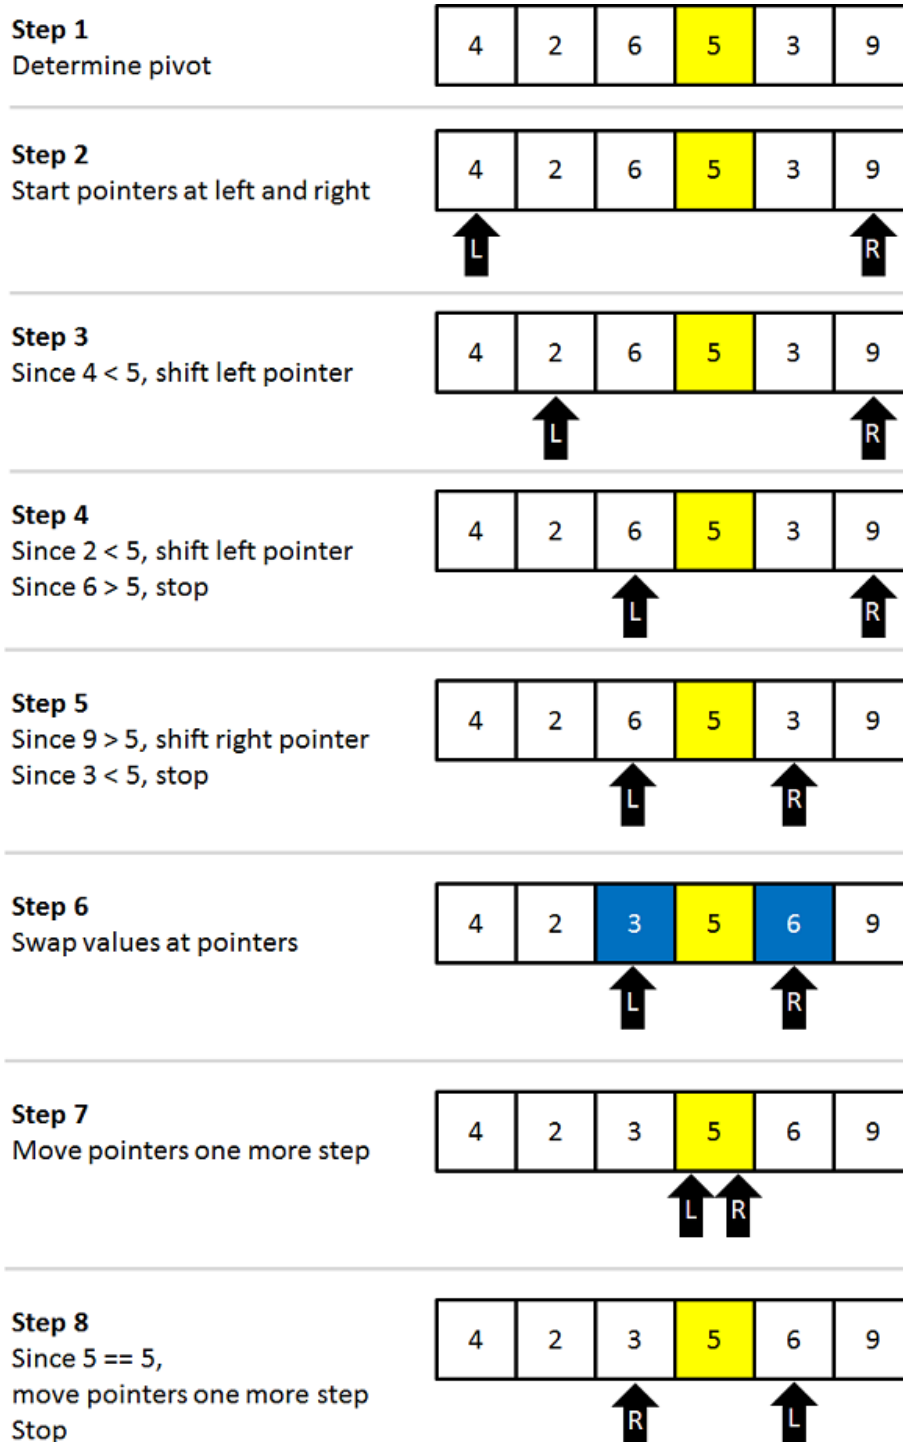 Step 1
Determine pivot
4 2 6 5 3 9
Step 2
Start pointers at left and right
4 2 6 5 3 9
L R
Step 3
Since 4 < 5, shift left pointer
4 2 6 5 3 9
L R
Step 4
Since 2 < 5, shift left pointer
Since 6 > 5, stop
4 2 6 5 3 9
L R
Step 5
Since 9 > 5, shift right pointer
Since 3 < 5, stop
4 2 6 5 3 9
L R
Step 6
Swap values at pointers
4 2 3 5 6 9
L R
Step 7
Move pointers one more step
4 2 3 5 6 9
L R
Step 8
Since 5 == 5,
move pointers one more step
Stop
4 2 3 5 6 9
R L